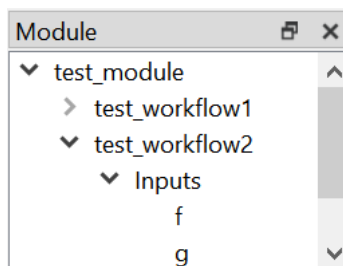 Module
test_module
test_workflow1
test_workflow2
Inputs
f
g